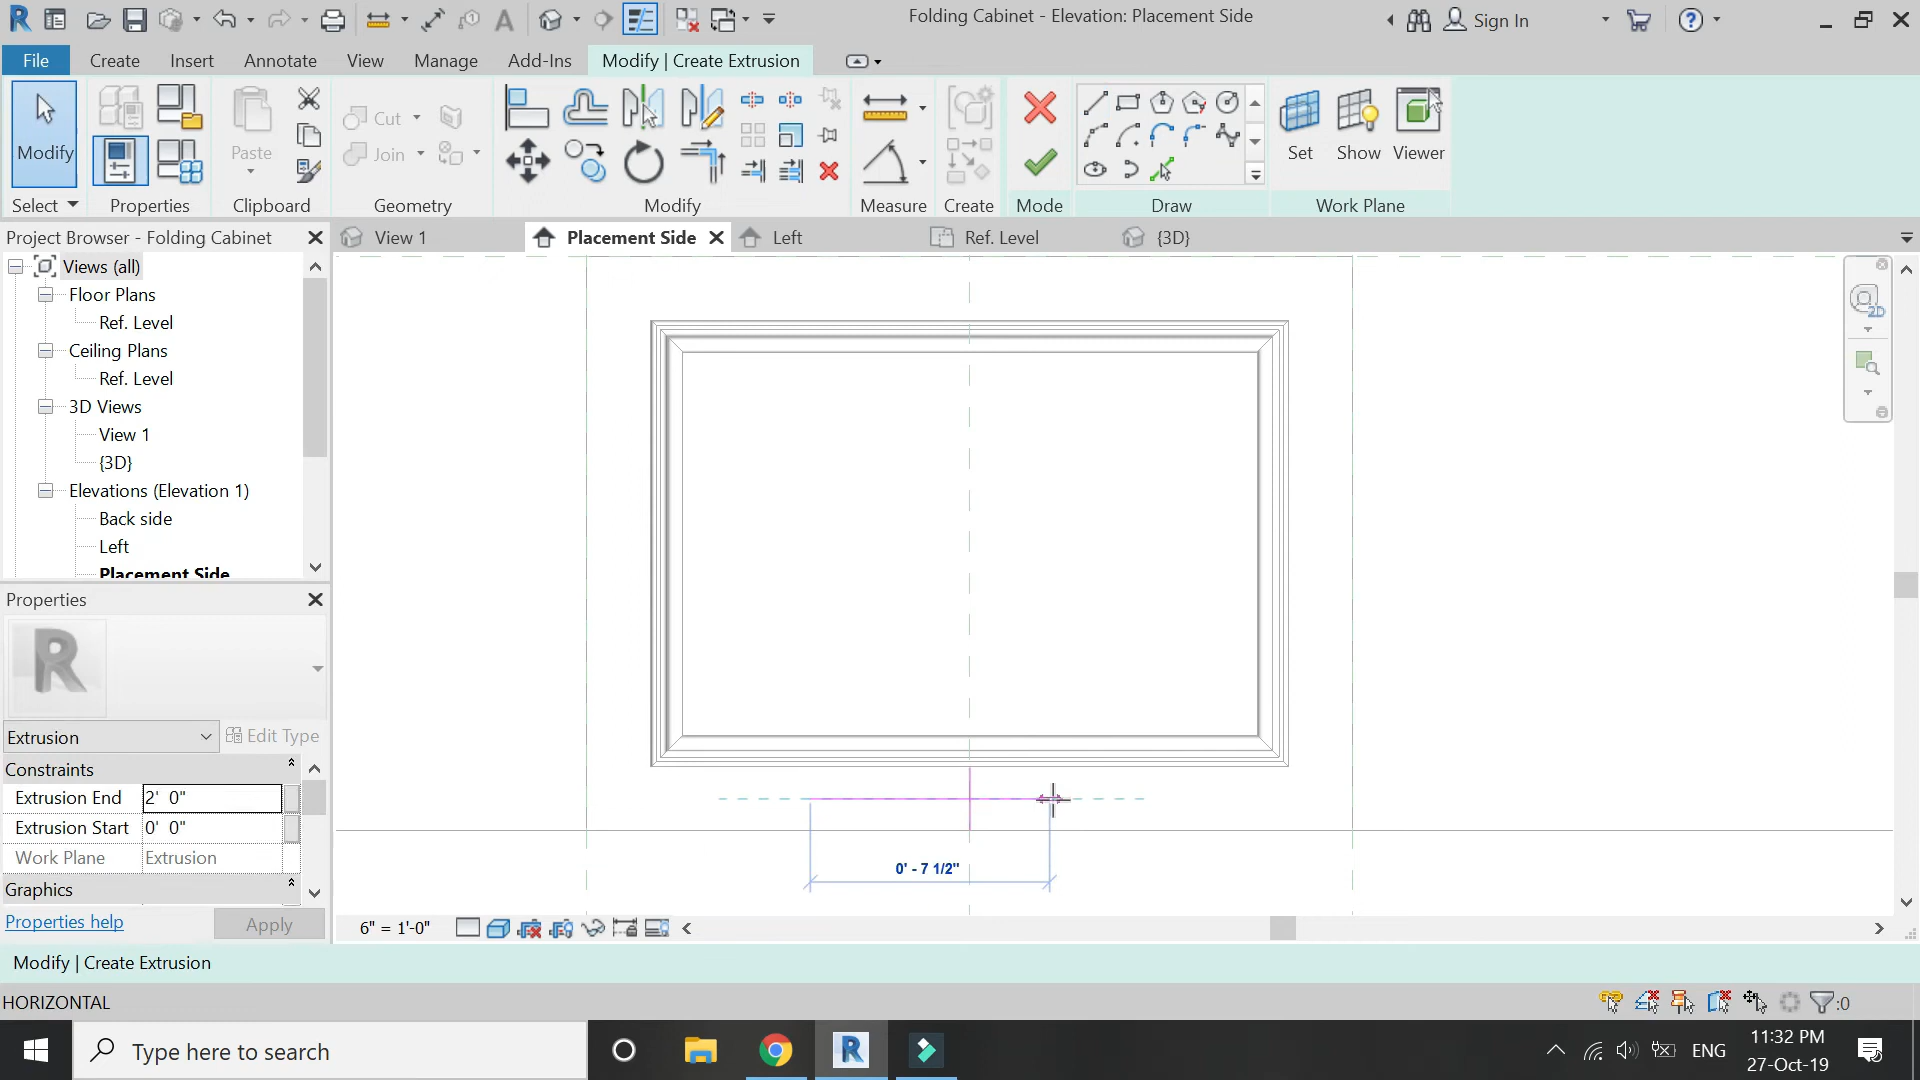 Folding Cabinet - Elevation: Placement Side
Sign In
File
Create
Insert
Annotate
View
Manage
Add-Ins
Modify | Create Extrusion
Modify
Paste
Cut
Join
Set
Show
Viewer
Select
Properties
Clipboard
Geometry
Modify
Measure
Create
Mode
Draw
Work Plane
Project Browser - Folding Cabinet
View 1
Placement Side
Left
Ref. Level
{3D}
Views (all)
Floor Plans
Ref. Level
Ceiling Plans
Ref. Level
3D Views
View 1
{3D}
Elevations (Elevation 1)
Back side
Left
Placement Side
2D
Properties
Extrusion
Edit Type
Constraints
Extrusion End
2'  0"
Extrusion Start
0'  0"
Work Plane
Extrusion
Graphics
Properties help
Apply
0' - 7 1/2"
6" = 1'-0"
Modify | Create Extrusion
HORIZONTAL
:0
Type here to search
ENG
11:32 PM
27-Oct-19